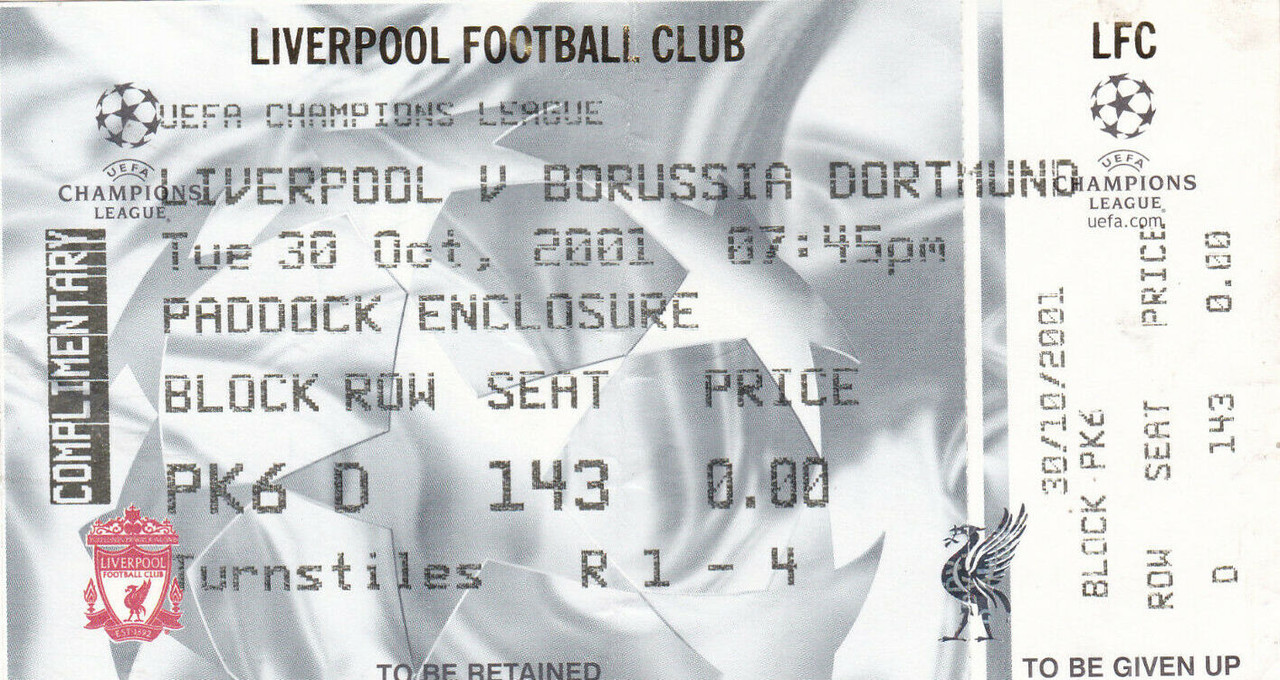 LIVERPOOL FOOTBALL CLUB
UEFA CHAMPIONS LEAGUE
LIVERPOOL V BORUSSIA DORTMUND
UEFA
CHAMPIONS
LEAGUE
Tue 30 Oct, 2001 07:45pm
PADDOCK ENCLOSURE
COMPLIMENTARY
BLOCK ROW SEAT PRICE
PK6 D 143 0.00
Turnstiles R 1 - 4
LIVERPOOL
FOOTBALL CLUB
EST·1892
TO BE RETAINED
LFC
UEFA
CHAMPIONS
LEAGUE
uefa.com
30/10/2001
BLOCK PK6
ROW SEAT PRICE
D 143 0.00
TO BE GIVEN UP